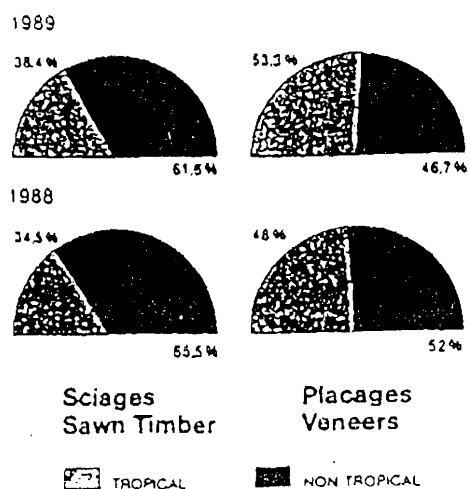 1989
38.4%
53.3%
61.5%
46.7%
1988
34.5%
48%
65.5%
52%
Sciages
Sawn Timber
Placages
Veneers
TROPICAL
NON TROPICAL